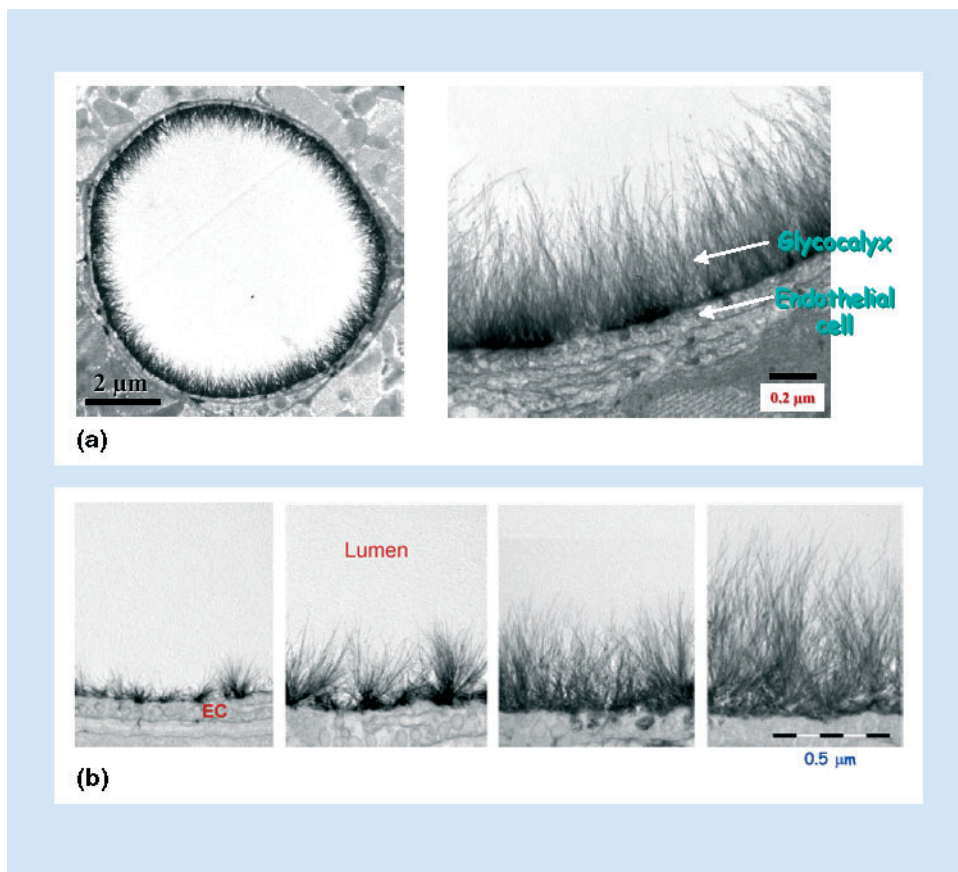 2 μm
Glycocalyx
Endothelial
cell
0.2 μm
(a)
Lumen
EC
0.5 μm
(b)